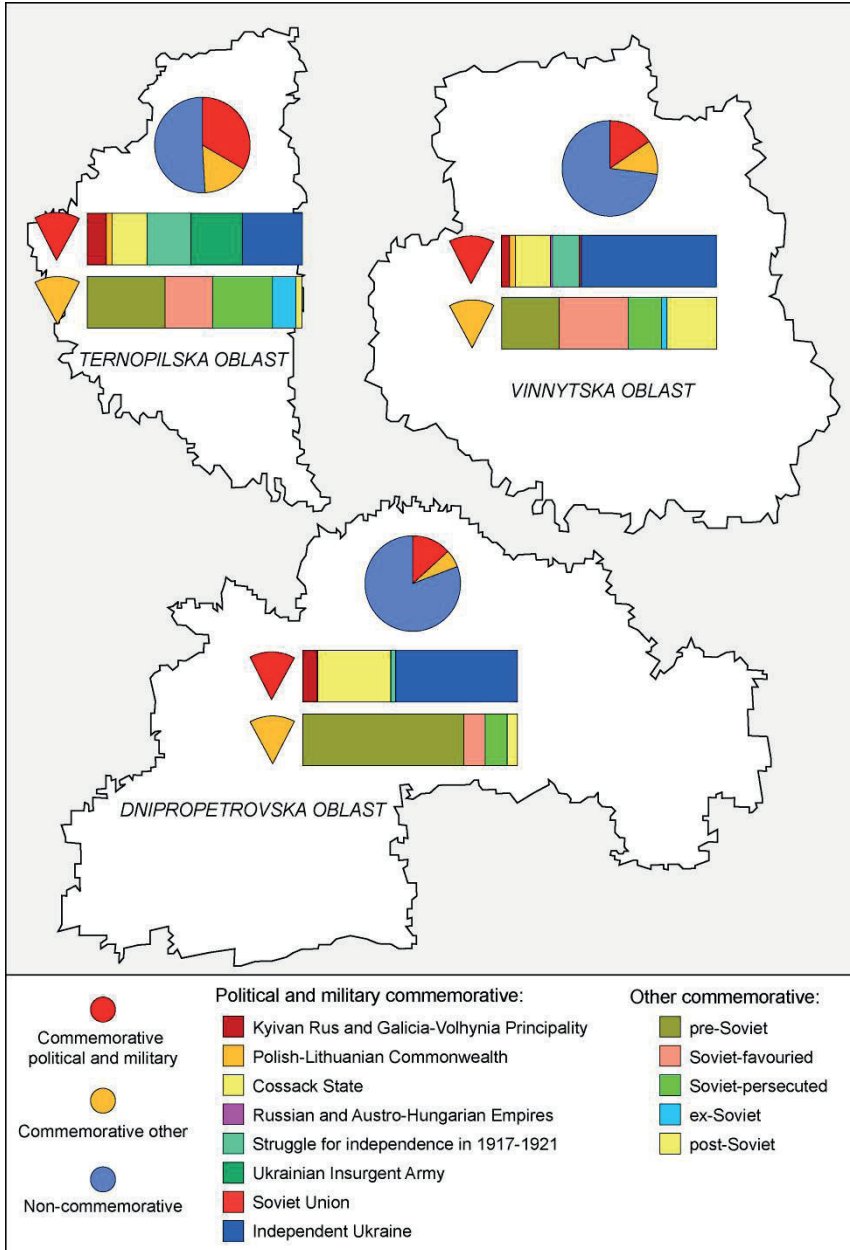 TERNOPILSKA OBLAST
VINNYTSKA OBLAST
DNIPROPETROVSKA OBLAST
Commemorative
political and military
Commemorative other
Non-commemorative
Political and military commemorative:
Kyivan Rus and Galicia-Volhynia Principality
Polish-Lithuanian Commonwealth
Cossack State
Russian and Austro-Hungarian Empires
Struggle for independence in 1917-1921
Ukrainian Insurgent Army
Soviet Union
Independent Ukraine
Other commemorative:
pre-Soviet
Soviet-favouried
Soviet-persecuted
ex-Soviet
post-Soviet